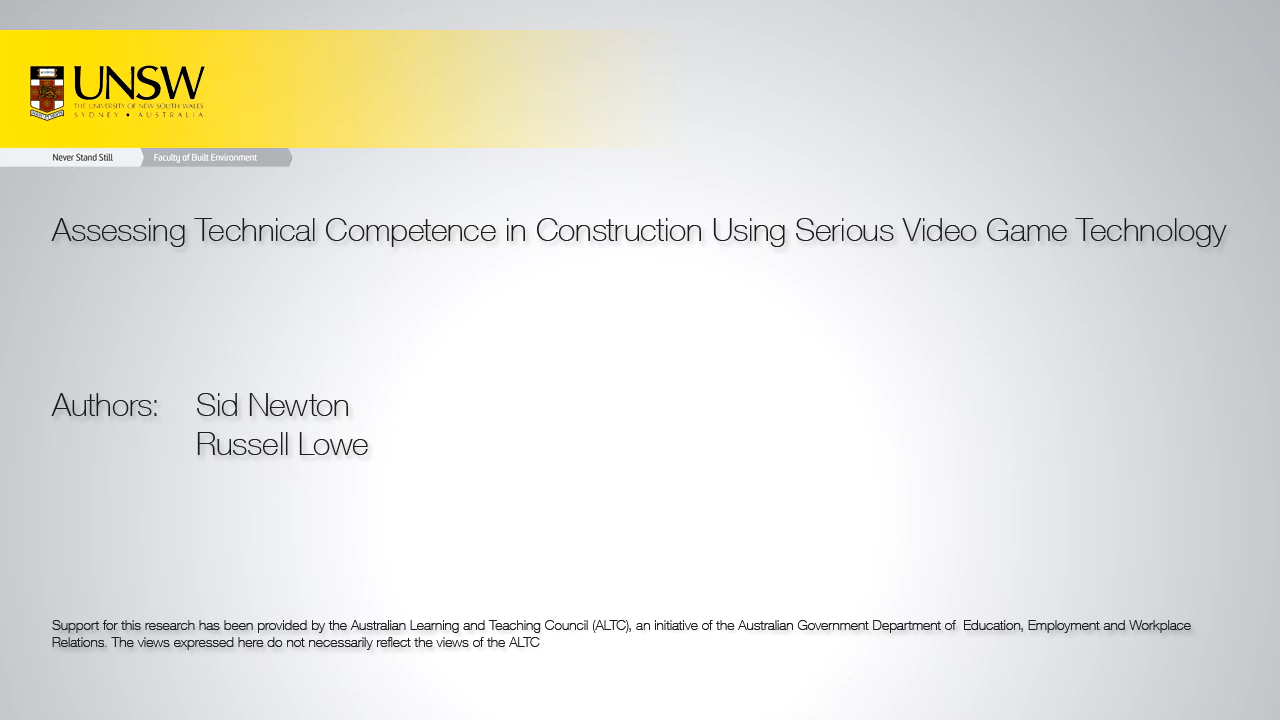 UNSW
THE UNIVERSITY OF NEW SOUTH WALES
SYDNEY • AUSTRALIA
Never Stand Still
Faculty of Built Environment
Assessing Technical Competence in Construction Using Serious Video Game Technology
Authors: Sid Newton
Russell Lowe
Support for this research has been provided by the Australian Learning and Teaching Council (ALTC), an initiative of the Australian Government Department of  Education, Employment and Workplace
Relations. The views expressed here do not necessarily reflect the views of the ALTC